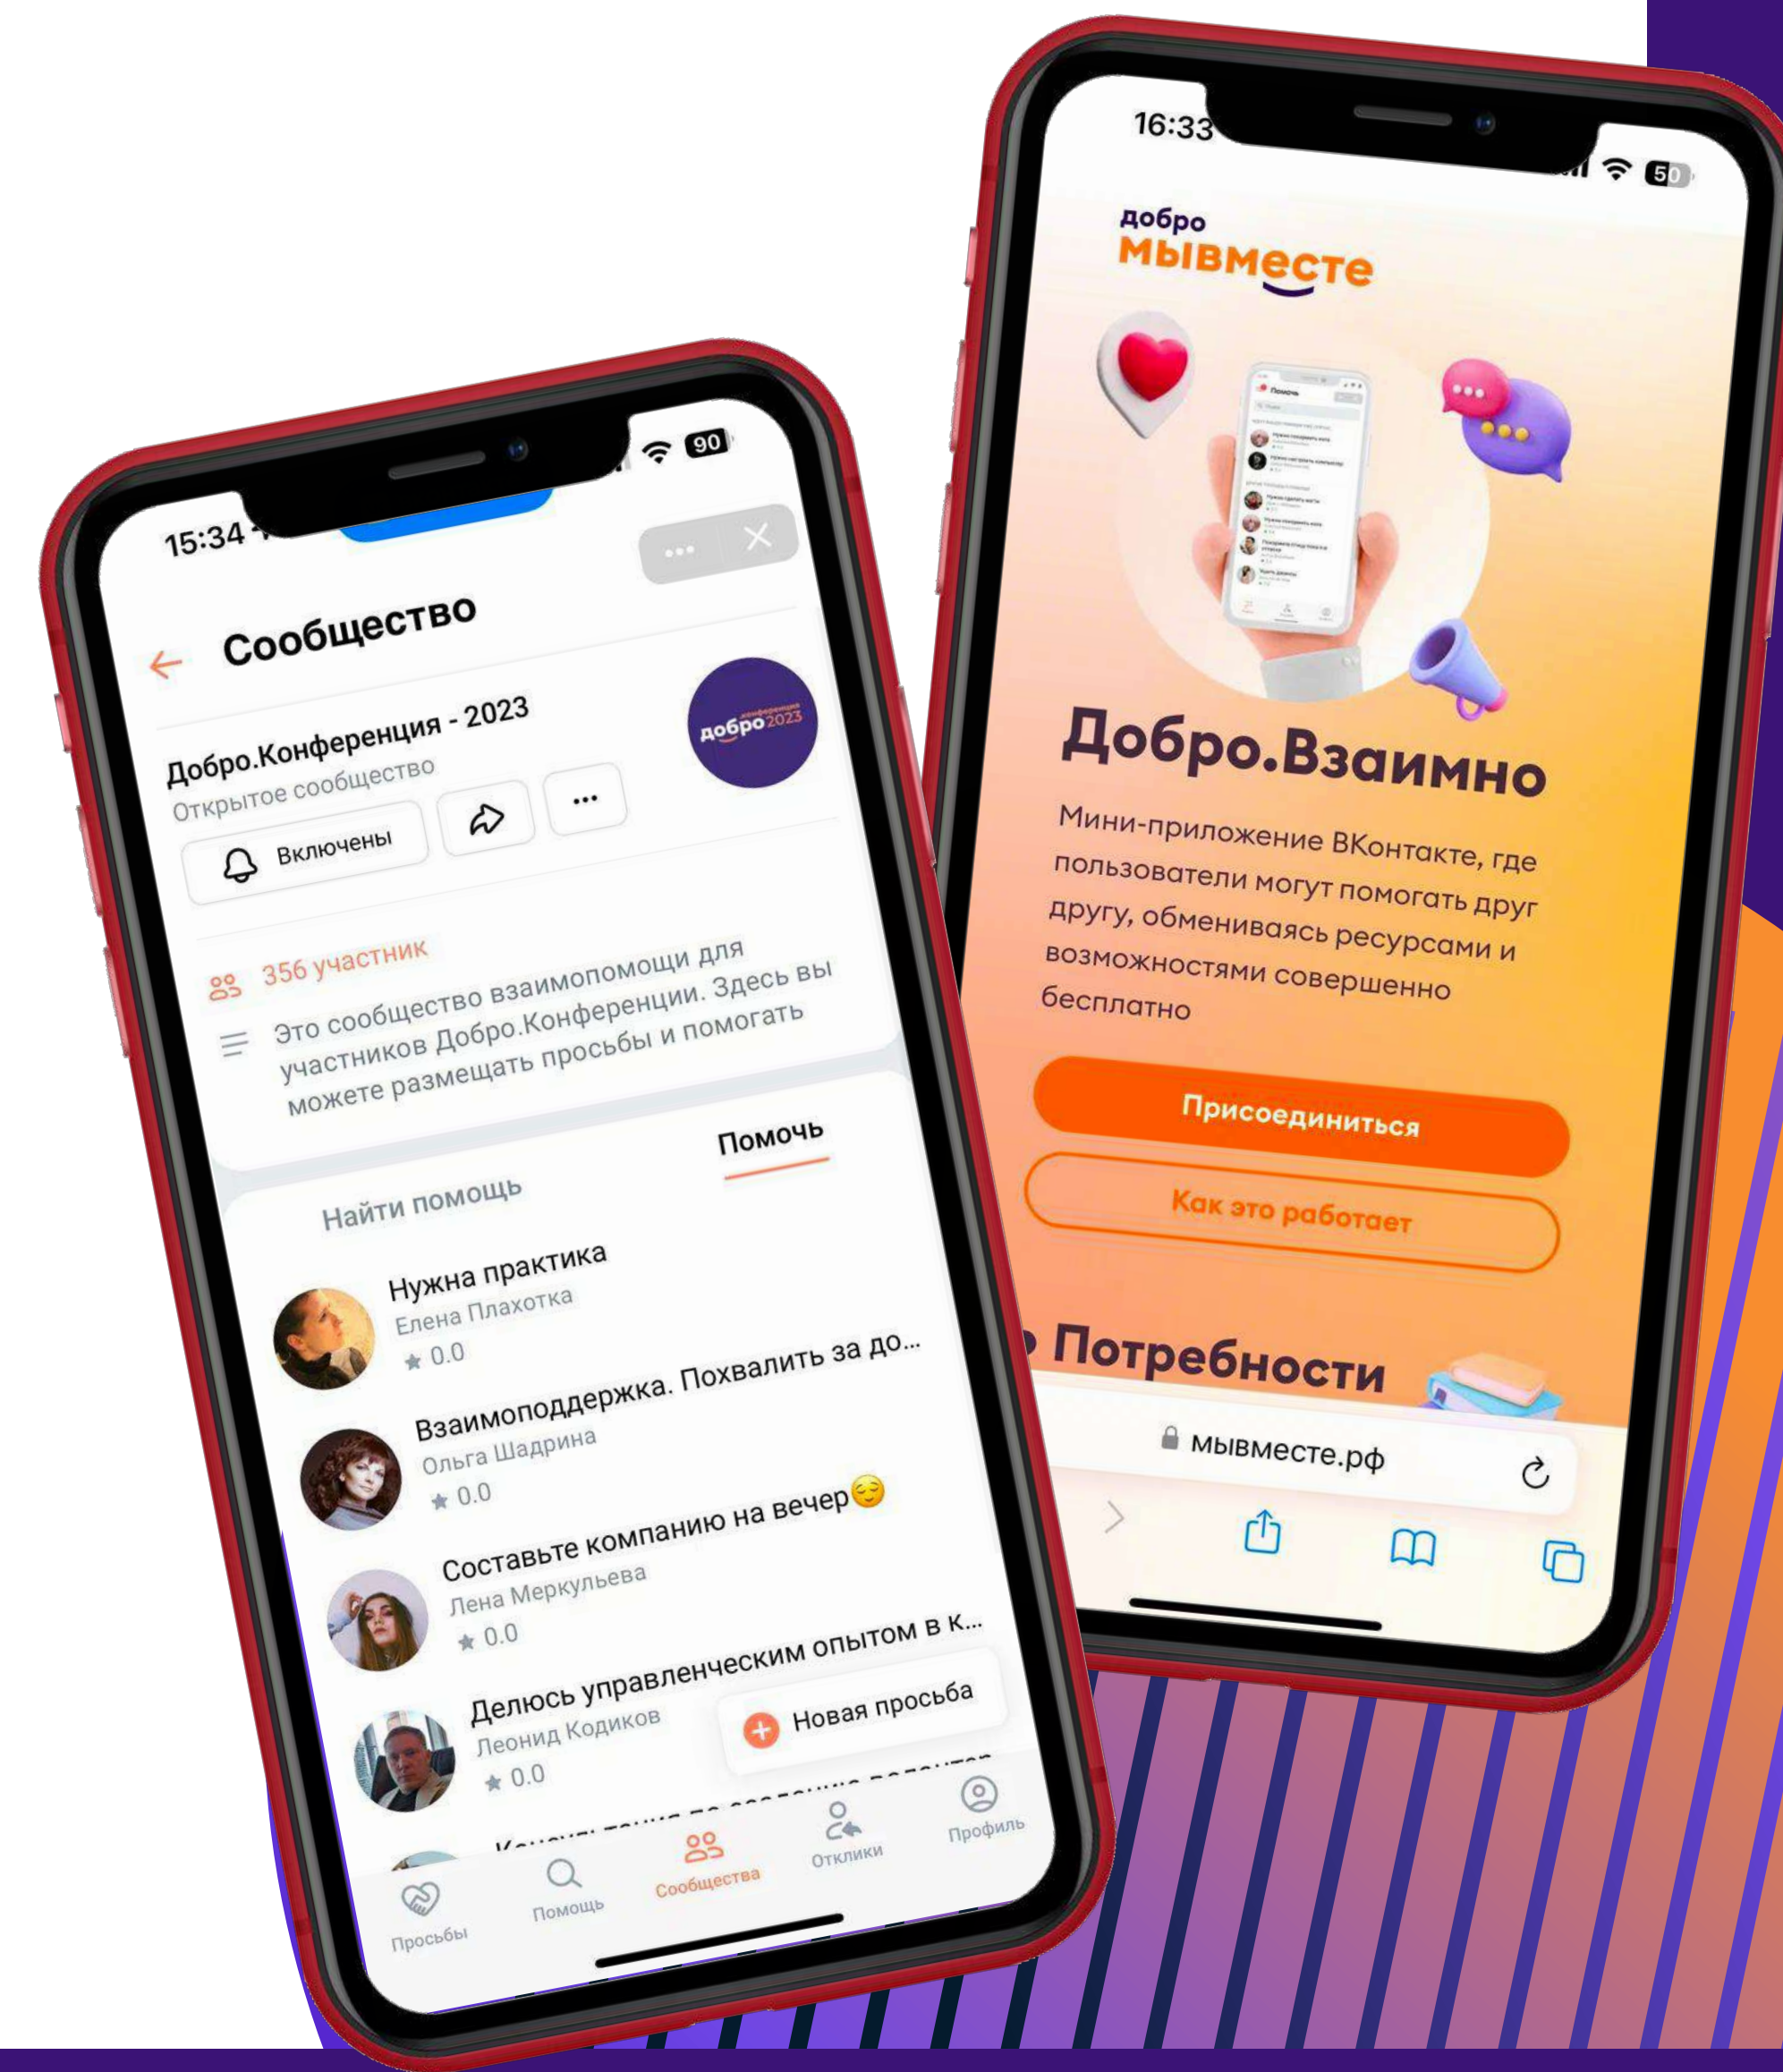 15:34
90
Сообщество
Добро.Конференция - 2023
Открытое сообщество
конференция
добро 2023
Включены
356 участник
Это сообщество взаимопомощи для
участников Добро.Конференции. Здесь вы
можете размещать просьбы и помогать
Найти помощь
Помочь
Нужна практика
Елена Плахотка
0.0
Взаимоподдержка. Похвалить за до...
Ольга Шадрина
0.0
Составьте компанию на вечер😌
Лена Меркульева
0.0
Делюсь управленческим опытом в к...
Леонид Кодиков
0.0
Новая просьба
Просьбы
Помощь
Сообщества
Отклики
Профиль
16:33
50
добро
мывместе
Помочь
Добро.Взаимно
Мини-приложение ВКонтакте, где
пользователи могут помогать друг
другу, обмениваясь ресурсами и
возможностями совершенно
бесплатно
Присоединиться
Как это работает
Потребности
мывместе.рф